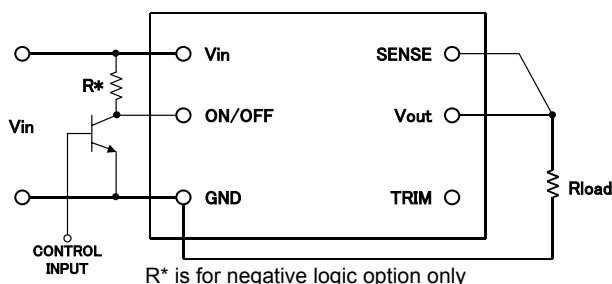 Vin
SENSE
R*
ON/OFF
Vout
Vin
GND
TRIM
Rload
CONTROL
INPUT
R* is for negative logic option only